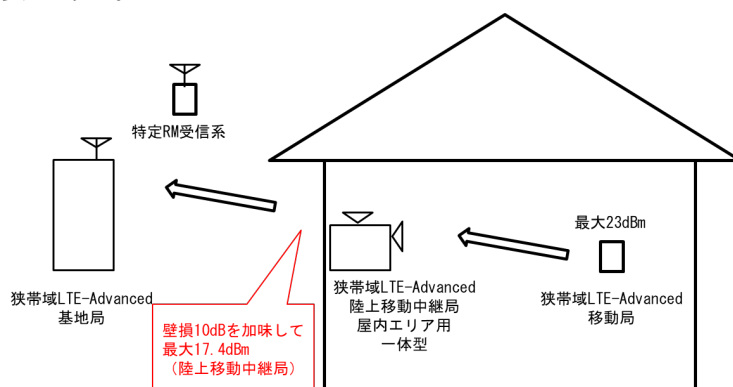 特定RM受信系
最大23dBm
狭帯域LTE-Advanced
基地局
狭帯域LTE-Advanced
陸上移動中継局
屋内エリア用
一体型
狭帯域LTE-Advanced
移動局
壁損10dBを加味して
最大17.4dBm
（陸上移動中継局）